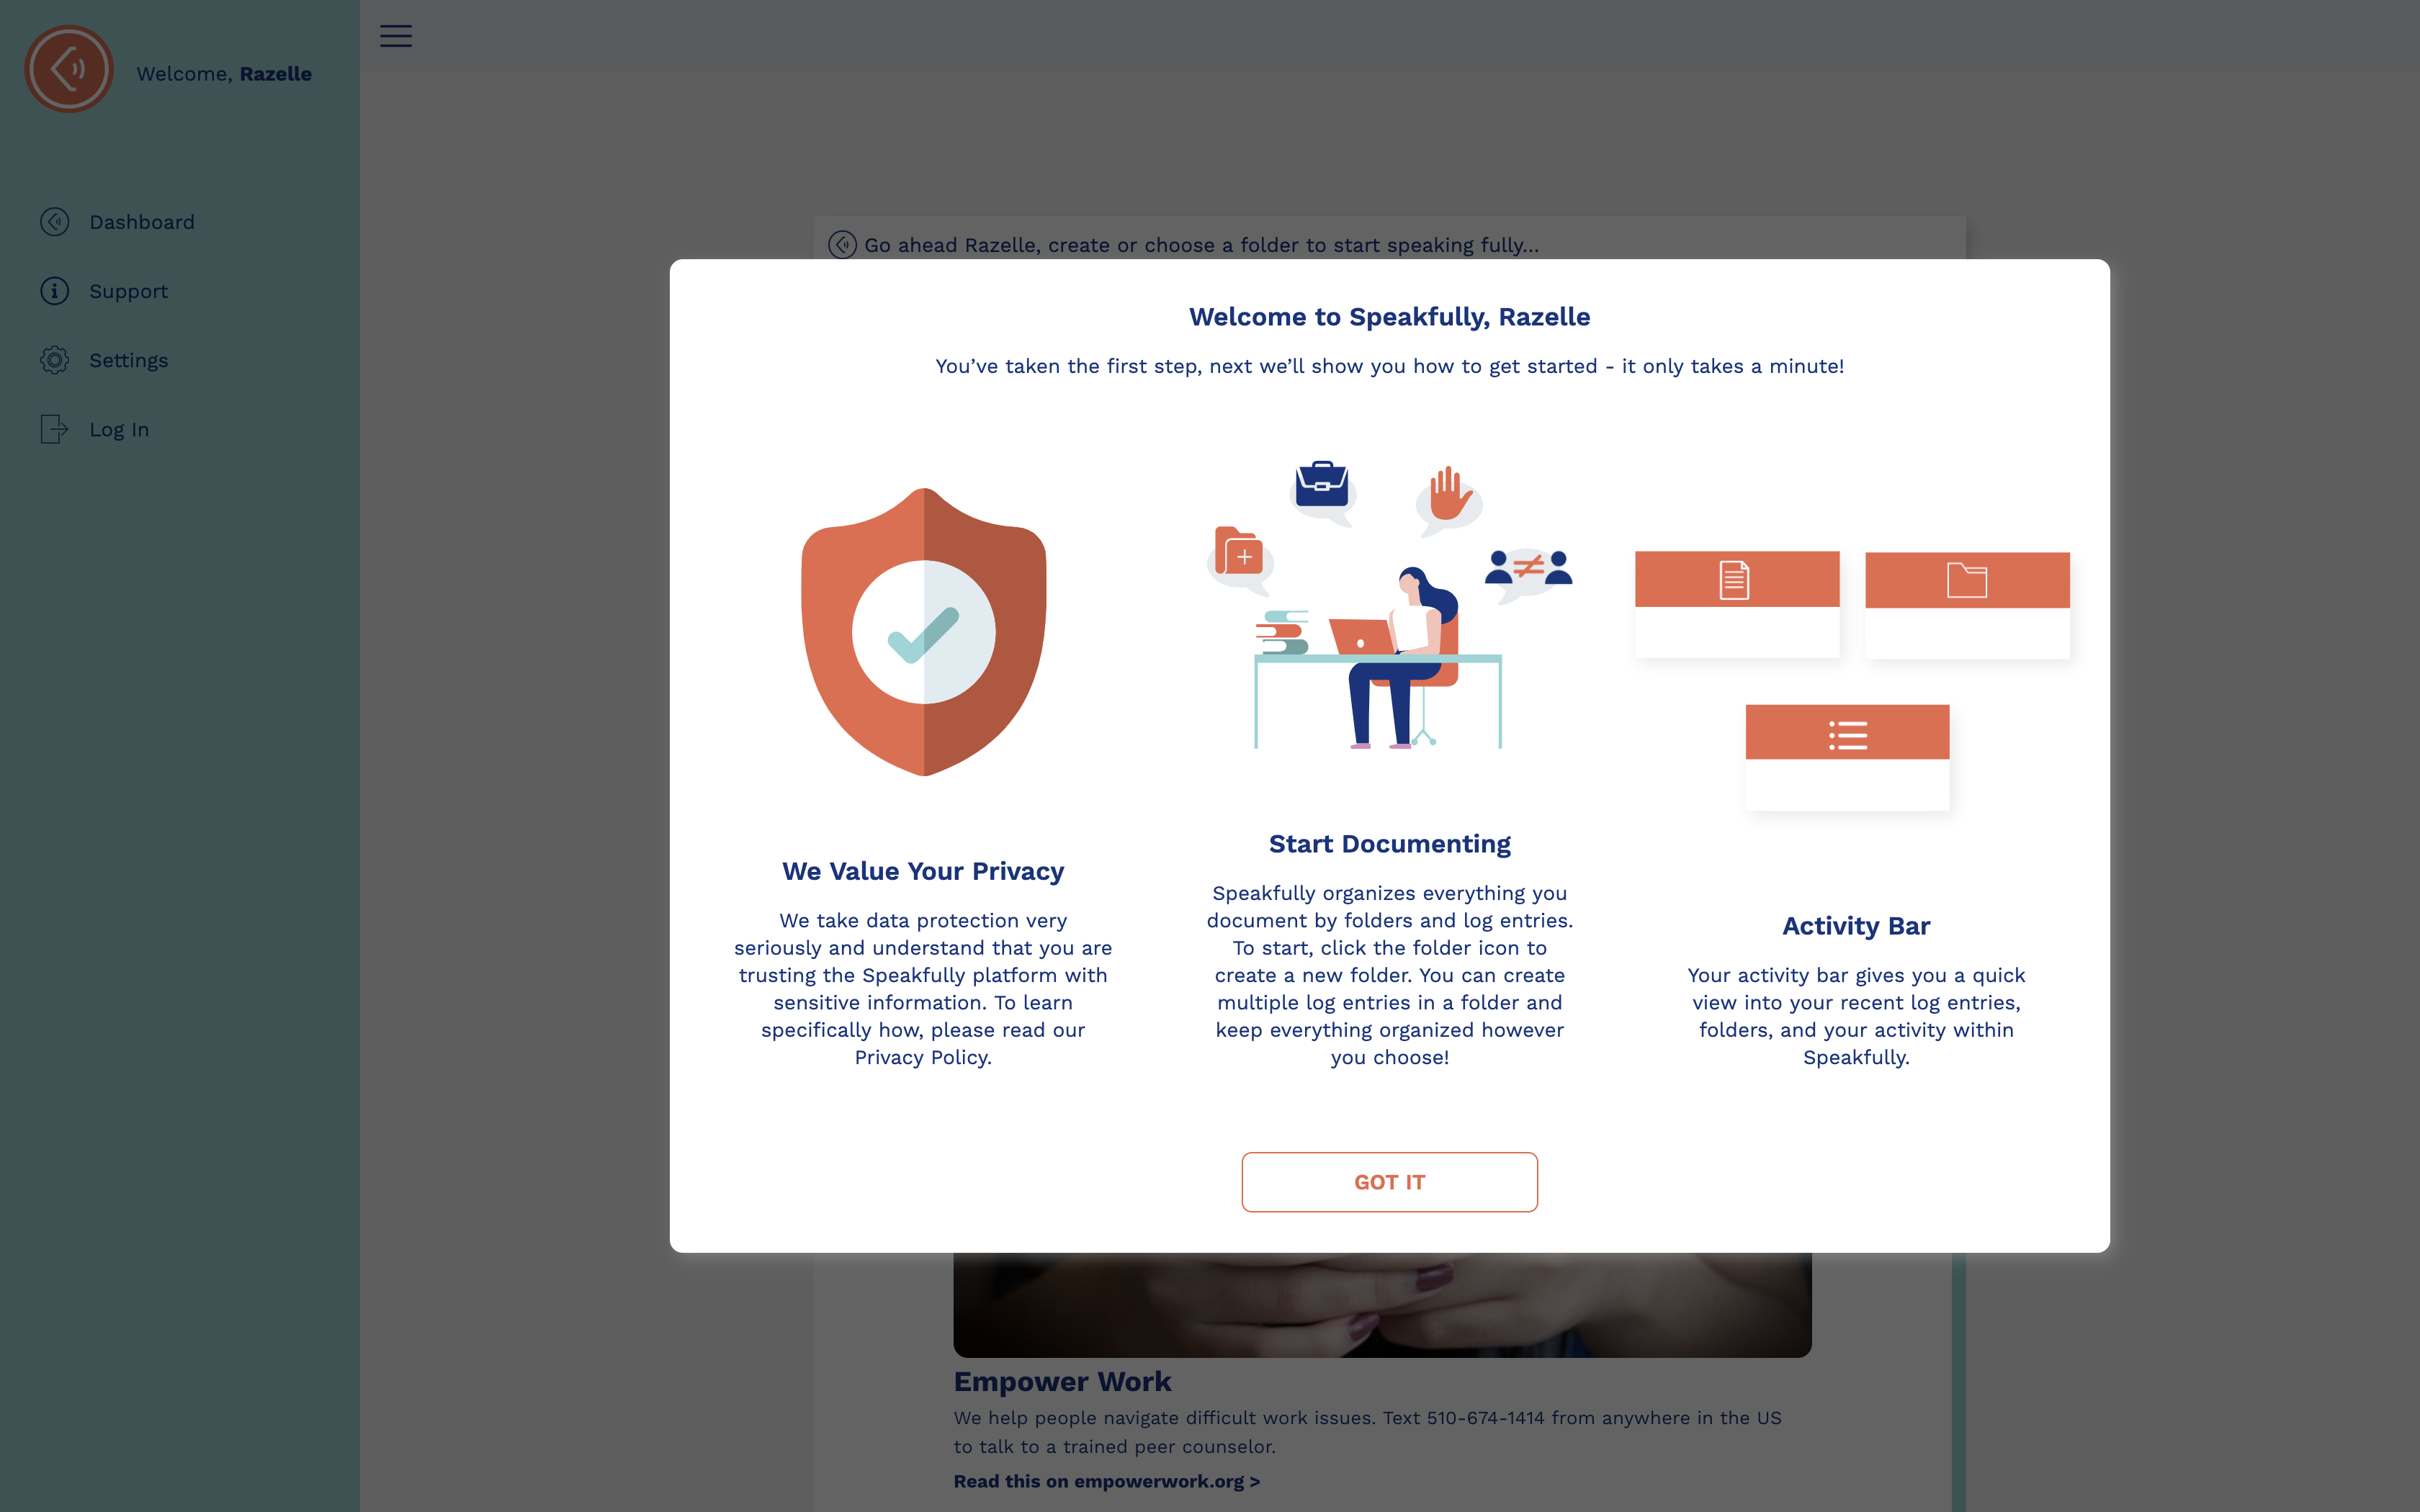 Welcome, Razelle
Dashboard
Support
Settings
Log In
Go ahead Razelle, create or choose a folder to start speaking fully...
Welcome to Speakfully, Razelle
You’ve taken the first step, next we’ll show you how to get started - it only takes a minute!
We Value Your Privacy
We take data protection very
seriously and understand that you are
trusting the Speakfully platform with
sensitive information. To learn
specifically how, please read our
Privacy Policy.
Start Documenting
Speakfully organizes everything you
document by folders and log entries.
To start, click the folder icon to
create a new folder. You can create
multiple log entries in a folder and
keep everything organized however
you choose!
Activity Bar
Your activity bar gives you a quick
view into your recent log entries,
folders, and your activity within
Speakfully.
GOT IT
Empower Work
We help people navigate difficult work issues. Text 510-674-1414 from anywhere in the US
to talk to a trained peer counselor.
Read this on empowerwork.org >